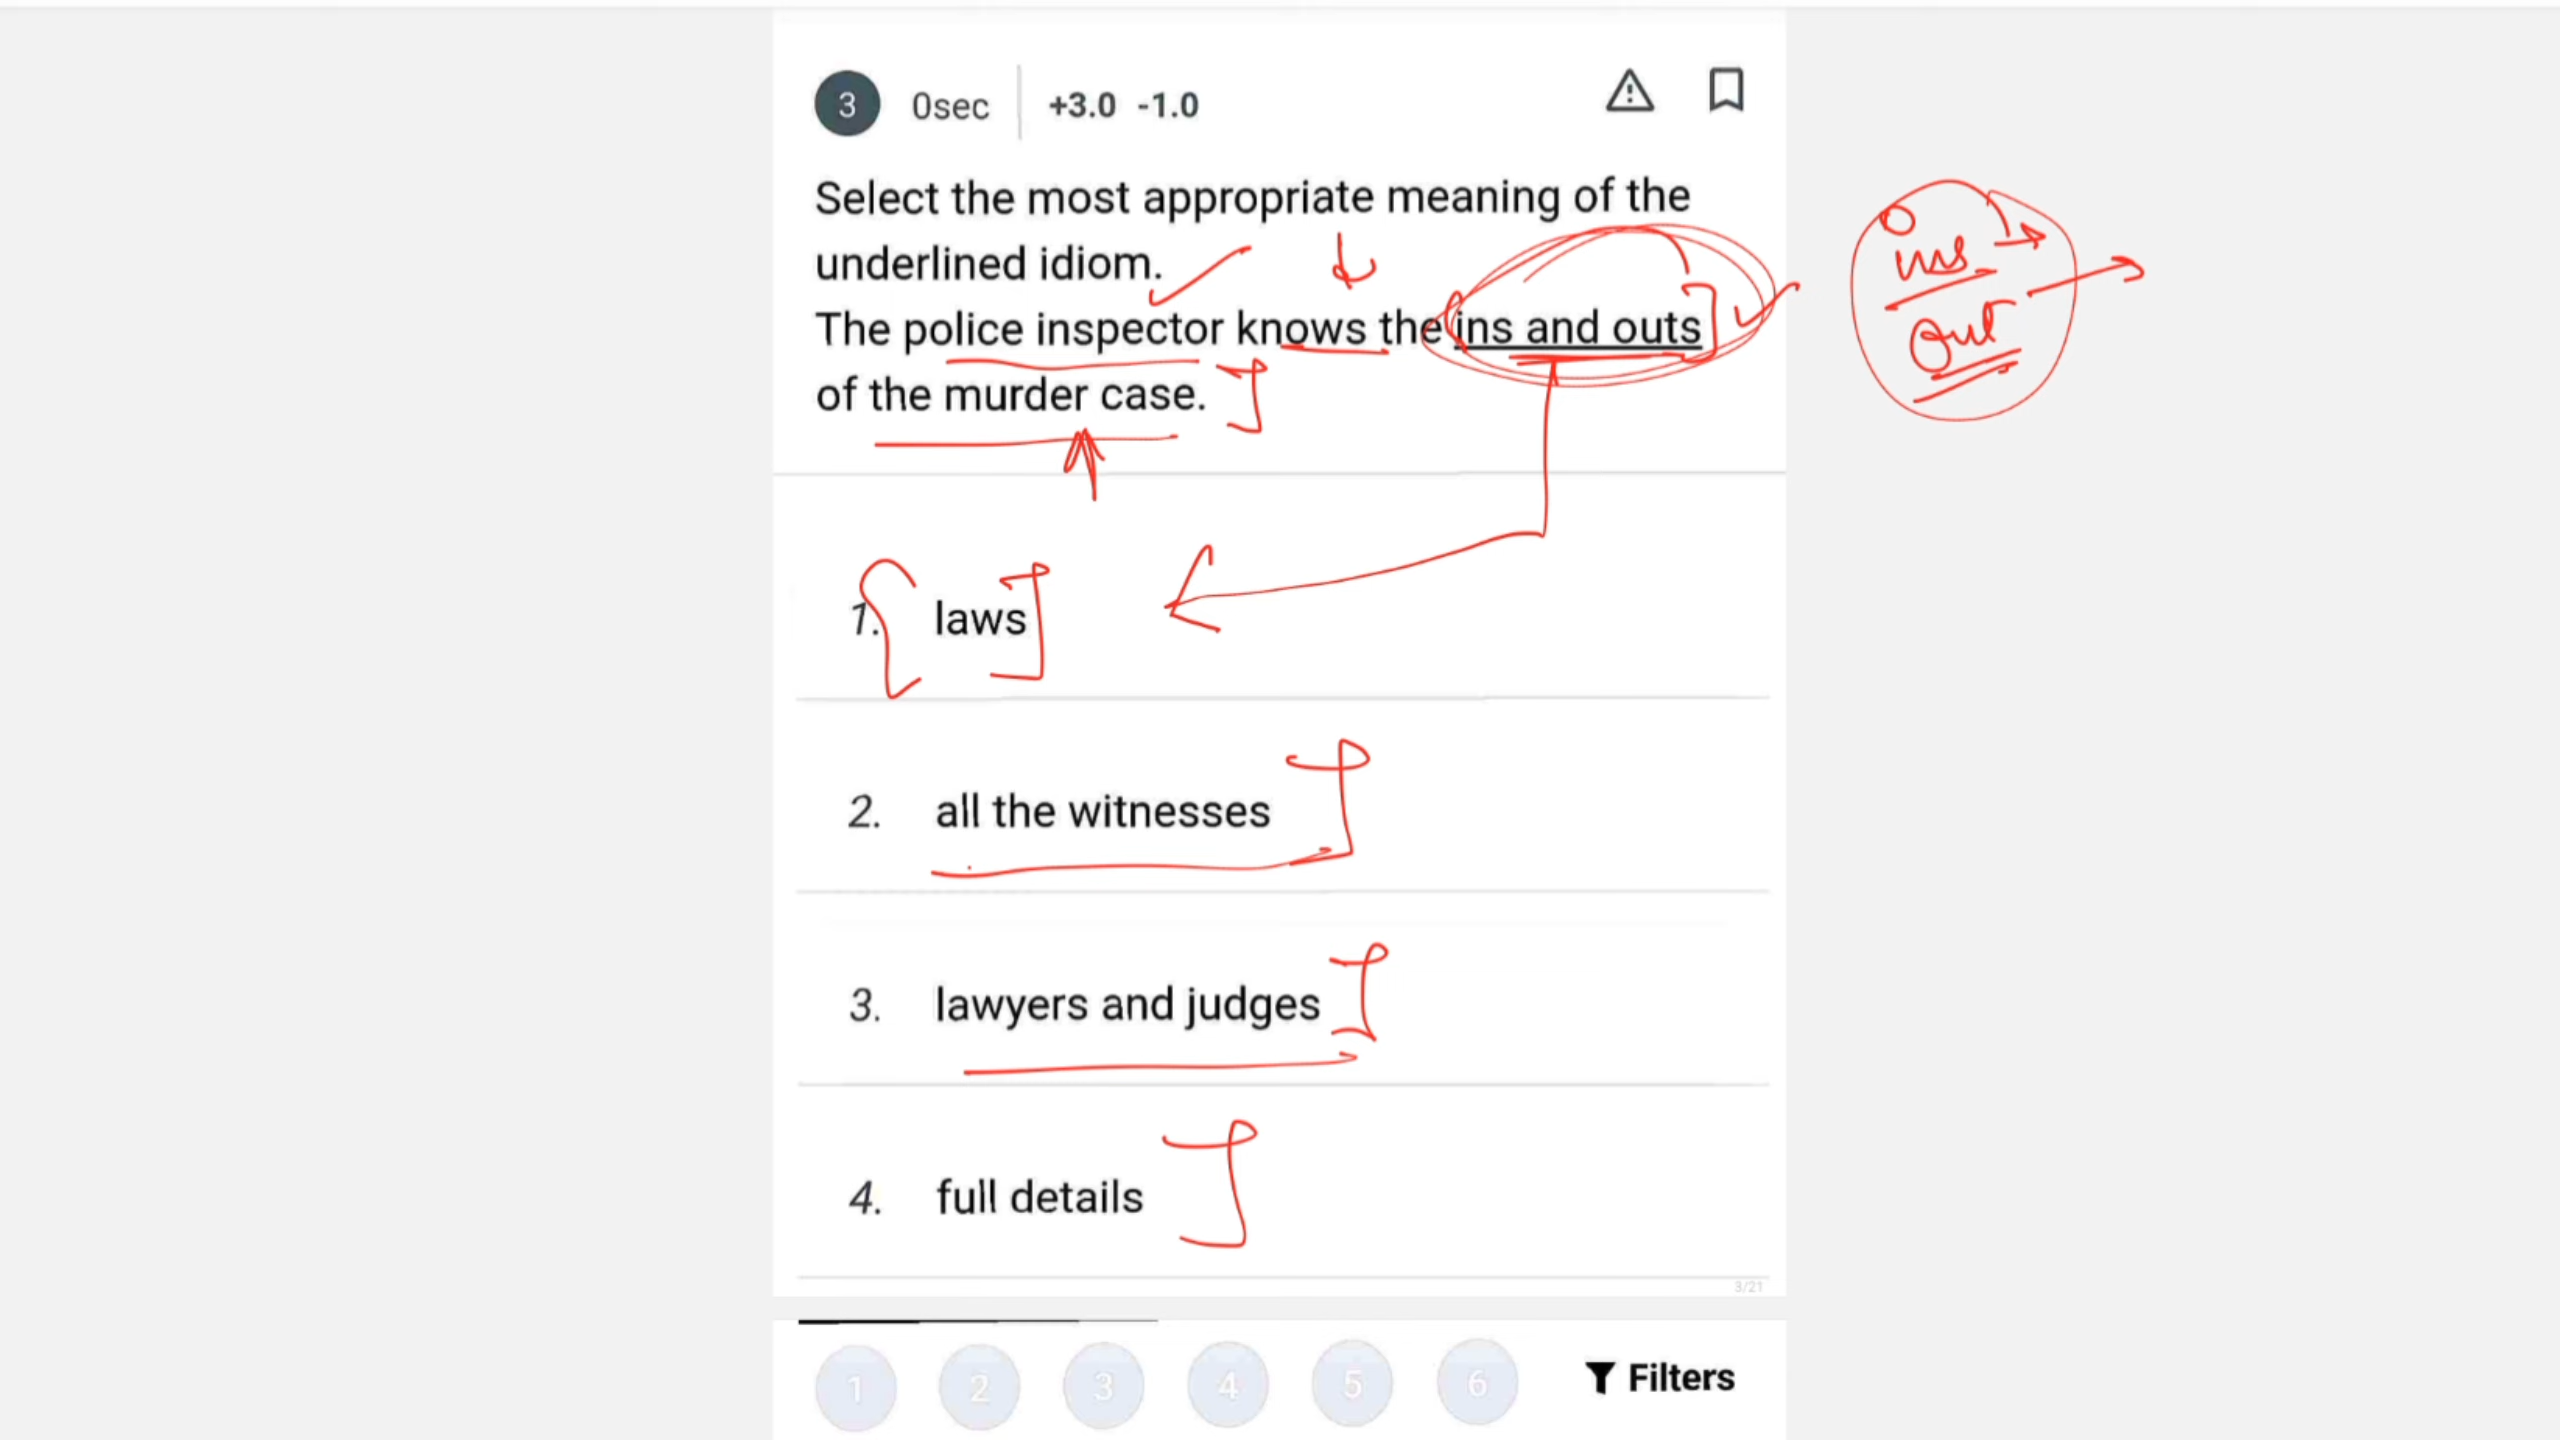 3 0sec +3.0 -1.0
Select the most appropriate meaning of the
underlined idiom.
The police inspector knows the ins and outs
of the murder case.
ins
out
1. laws
2. all the witnesses
3. lawyers and judges
4. full details
3/21
1 2 3 4 5 6 Filters